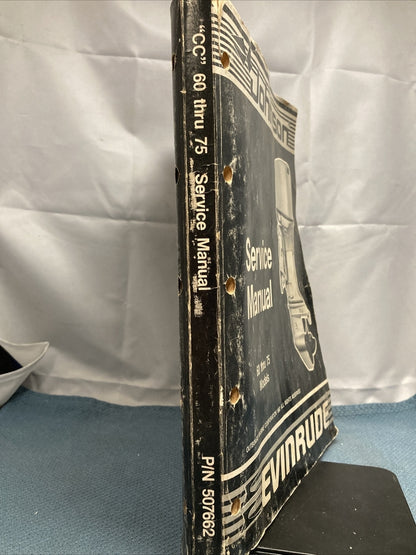 "CC" 60 thru 75 Service Manual P/N 507662
Johnson
Service
Manual
60 thru 75
Models
EVINRUDE